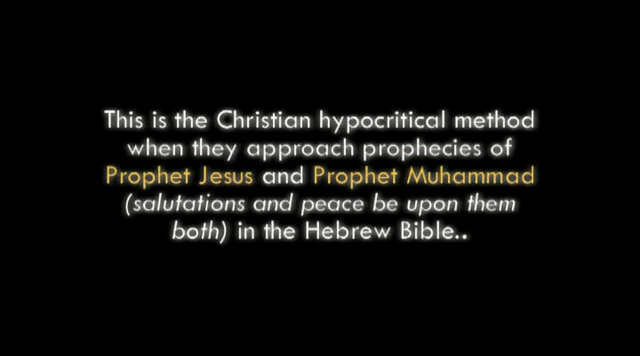 This is the Christian hypocritical method
when they approach prophecies of
Prophet Jesus and Prophet Muhammad
(salutations and peace be upon them
both) in the Hebrew Bible..